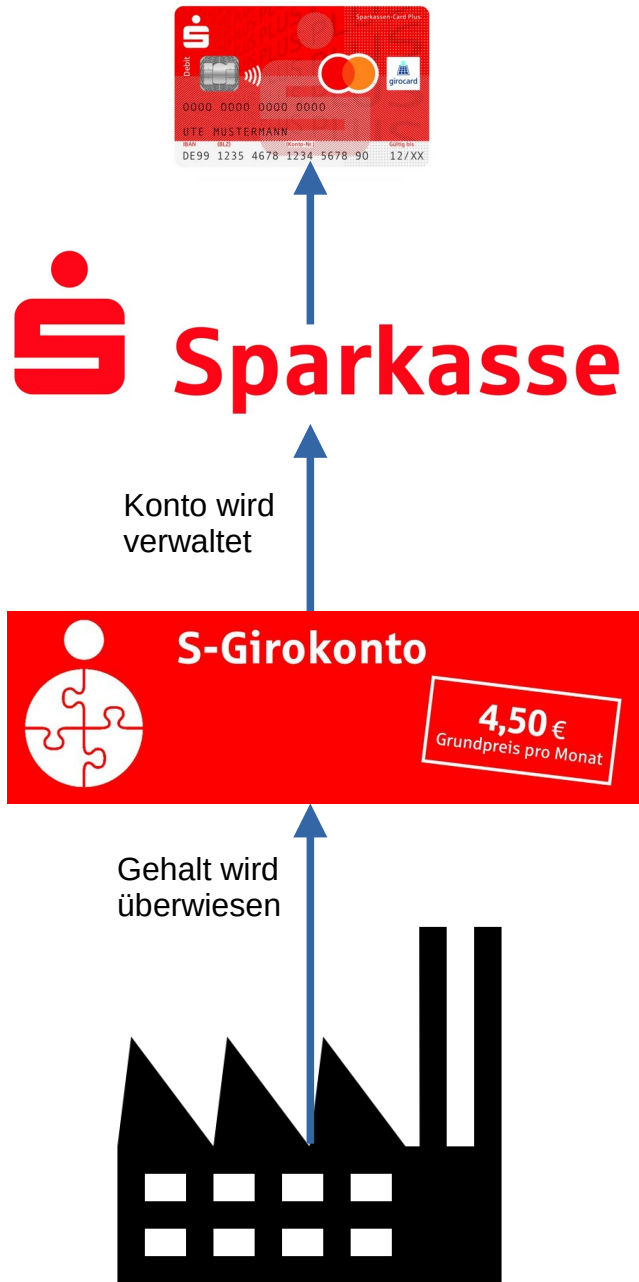 Sparkassen-Card Plus
Debit
girocard
0000 0000 0000 0000
UTE MUSTERMANN
IBAN (BLZ) (Konto-Nr.) Gültig bis
DE99 1235 4678 1234 5678 90 12/XX
Sparkasse
Konto wird
verwaltet
S-Girokonto
4,50 €
Grundpreis pro Monat
Gehalt wird
überwiesen